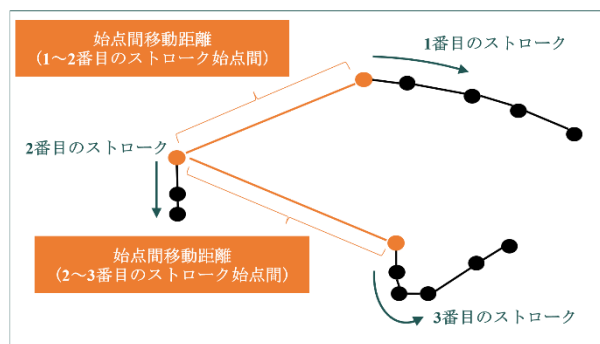 始点間移動距離
（1～2番目のストローク始点間）
1番目のストローク
2番目のストローク
始点間移動距離
（2～3番目のストローク始点間）
3番目のストローク